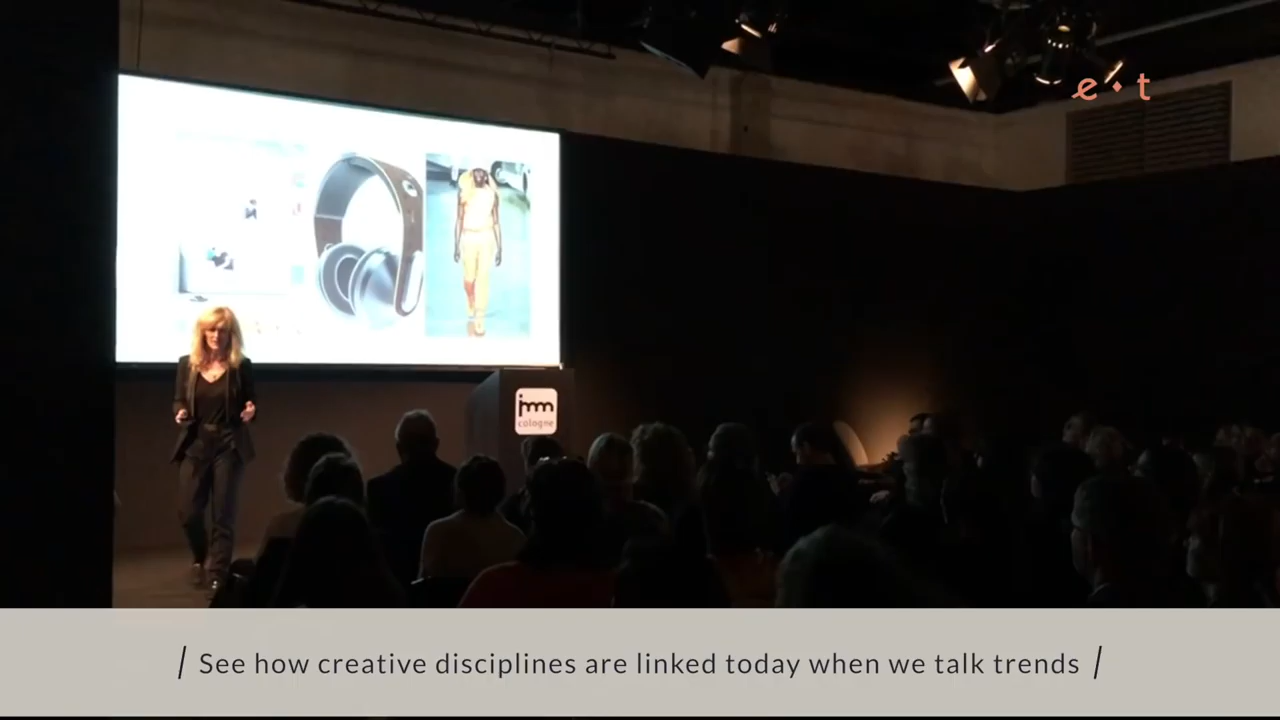 e⬥t
imm
cologne
/ See how creative disciplines are linked today when we talk trends /